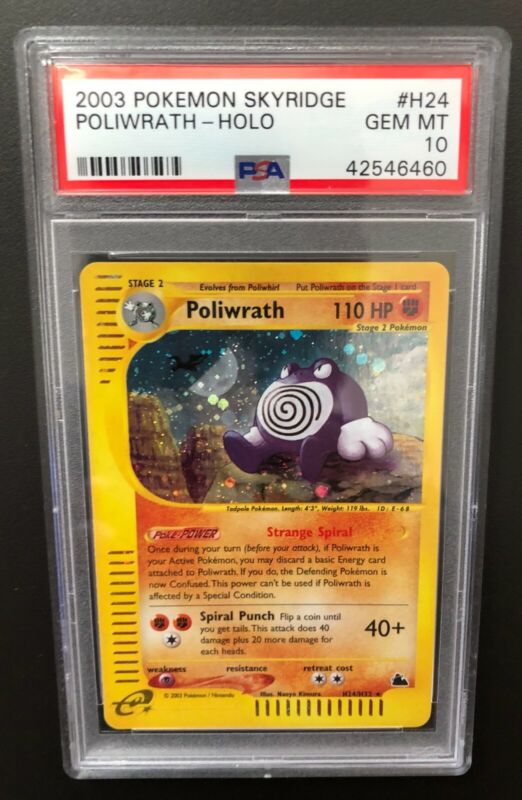 2003 POKEMON SKYRIDGE #H24
POLIWRATH - HOLO GEM MT
10
PSA 42546460
STAGE 2 Evolves from Poliwhirl Put Poliwrath on the Stage 1 card
Poliwrath 110 HP
Stage 2 Pokémon
Tadpole Pokémon. Length: 4'3", Weight: 119 lbs. ID: E-68
POKé-POWER Strange Spiral
Once during your turn (before your attack), if Poliwrath is
your Active Pokémon, you may discard a basic Energy card
attached to Poliwrath. If you do, the Defending Pokémon is
now Confused. This power can't be used if Poliwrath is
affected by a Special Condition.
Spiral Punch Flip a coin until
you get tails. This attack does 40
damage plus 20 more damage for
each heads.
40+
weakness resistance retreat cost
© 2003 Pokémon / Nintendo Illus. Naoyo Kimura H24/H32 ★
e